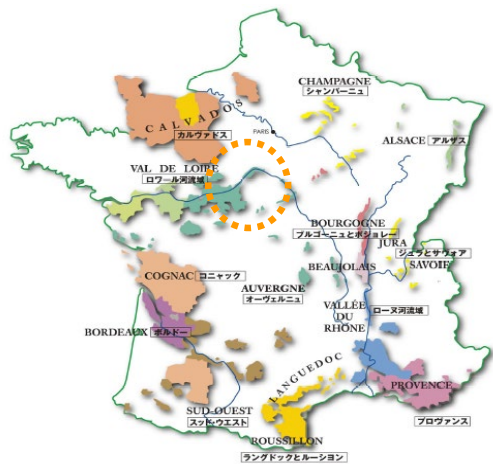 CHAMPAGNE
シャンパーニュ
CALVADOS
カルヴァドス
PARIS
ALSACE アルザス
VAL DE LOIRE
ロワール河流域
BOURGOGNE
ブルゴーニュとボジョレー
JURA
ジュラとサヴォア
SAVOIE
BEAUJOLAIS
COGNAC コニャック
AUVERGNE
オーヴェルニュ
VALLÉE
DU
RHÔNE
ローヌ河流域
BORDEAUX ボルドー
LANGUEDOC
PROVENCE
プロヴァンス
SUD-OUEST
スッド・ウエスト
ROUSSILLON
ラングドックとルーション